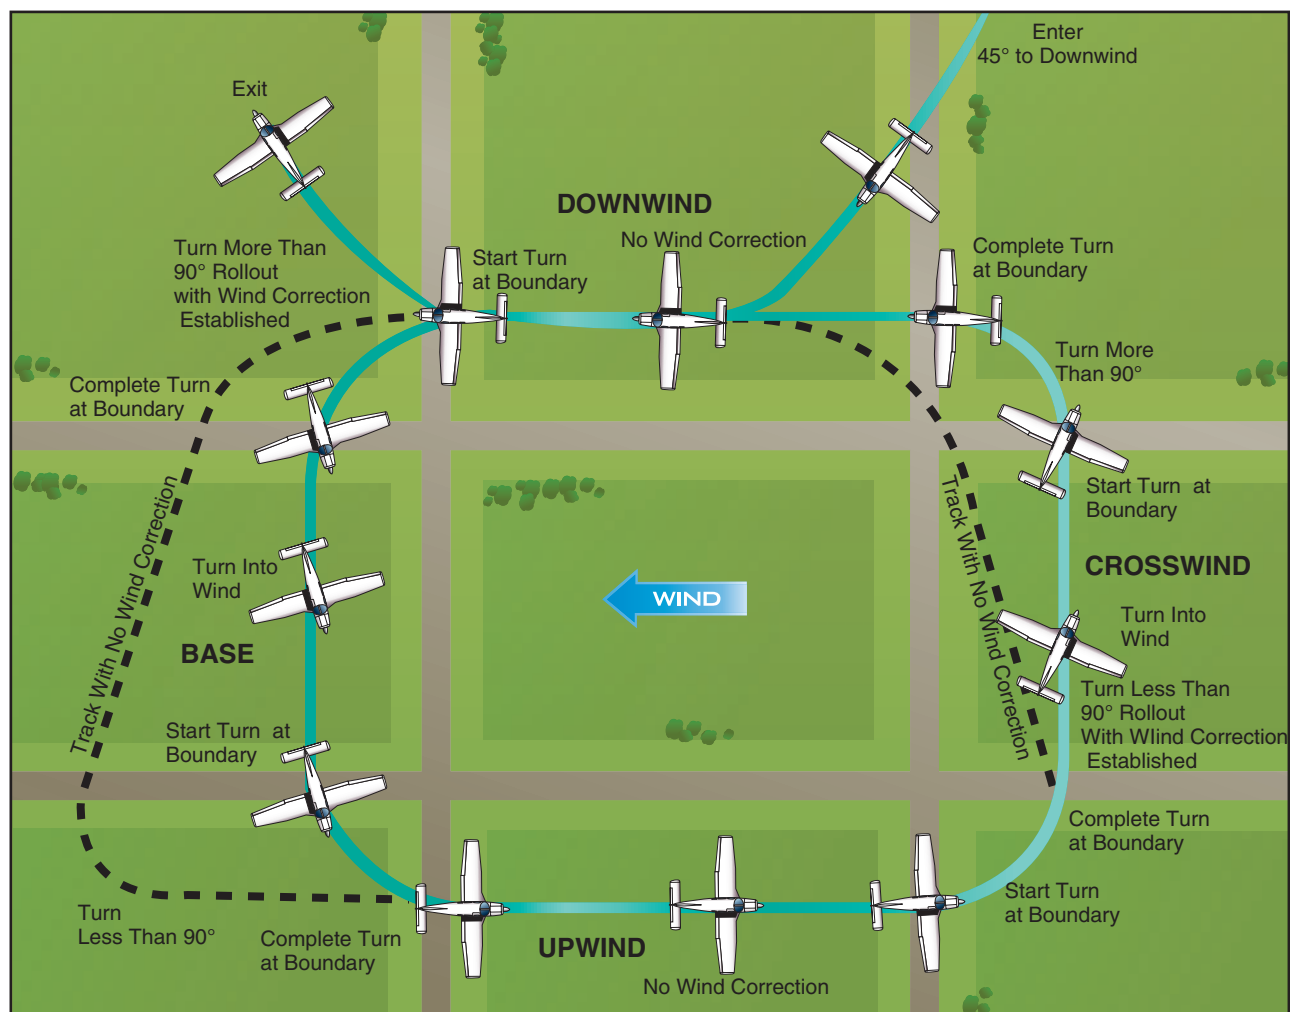 Enter
45° to Downwind
Exit
DOWNWIND
No Wind Correction
Turn More Than
90° Rollout
with Wind Correction
Established
Start Turn
at Boundary
Complete Turn
at Boundary
Turn More
Than 90°
Complete Turn
at Boundary
Start Turn at
Boundary
Track With No Wind Correction
Track With No Wind Correction
Turn Into
Wind
WIND
CROSSWIND
Turn Into
Wind
BASE
Turn Less Than
90° Rollout
With WIind Correction
Established
Start Turn at
Boundary
Complete Turn
at Boundary
Start Turn
at Boundary
Turn
Less Than 90°
Complete Turn
at Boundary
UPWIND
No Wind Correction